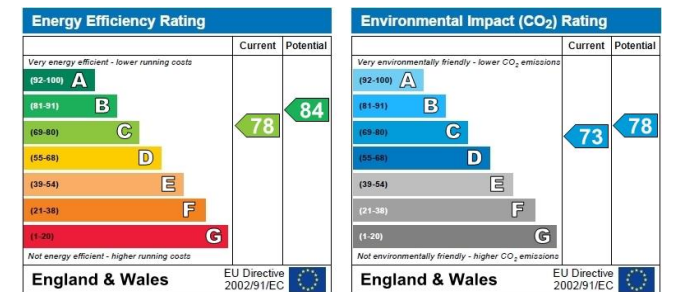 Energy Efficiency Rating
Current Potential
Very energy efficient - lower running costs
(92-100) A
(81-91) B
84
(69-80) C
78
(55-68) D
(39-54) E
(21-38) F
(1-20) G
Not energy efficient - higher running costs
England & Wales
EU Directive
2002/91/EC
Environmental Impact (CO2) Rating
Current Potential
Very environmentally friendly - lower CO2 emissions
(92-100) A
(81-91) B
(69-80) C
73
78
(55-68) D
(39-54) E
(21-38) F
(1-20) G
Not environmentally friendly - higher CO2 emissions
England & Wales
EU Directive
2002/91/EC